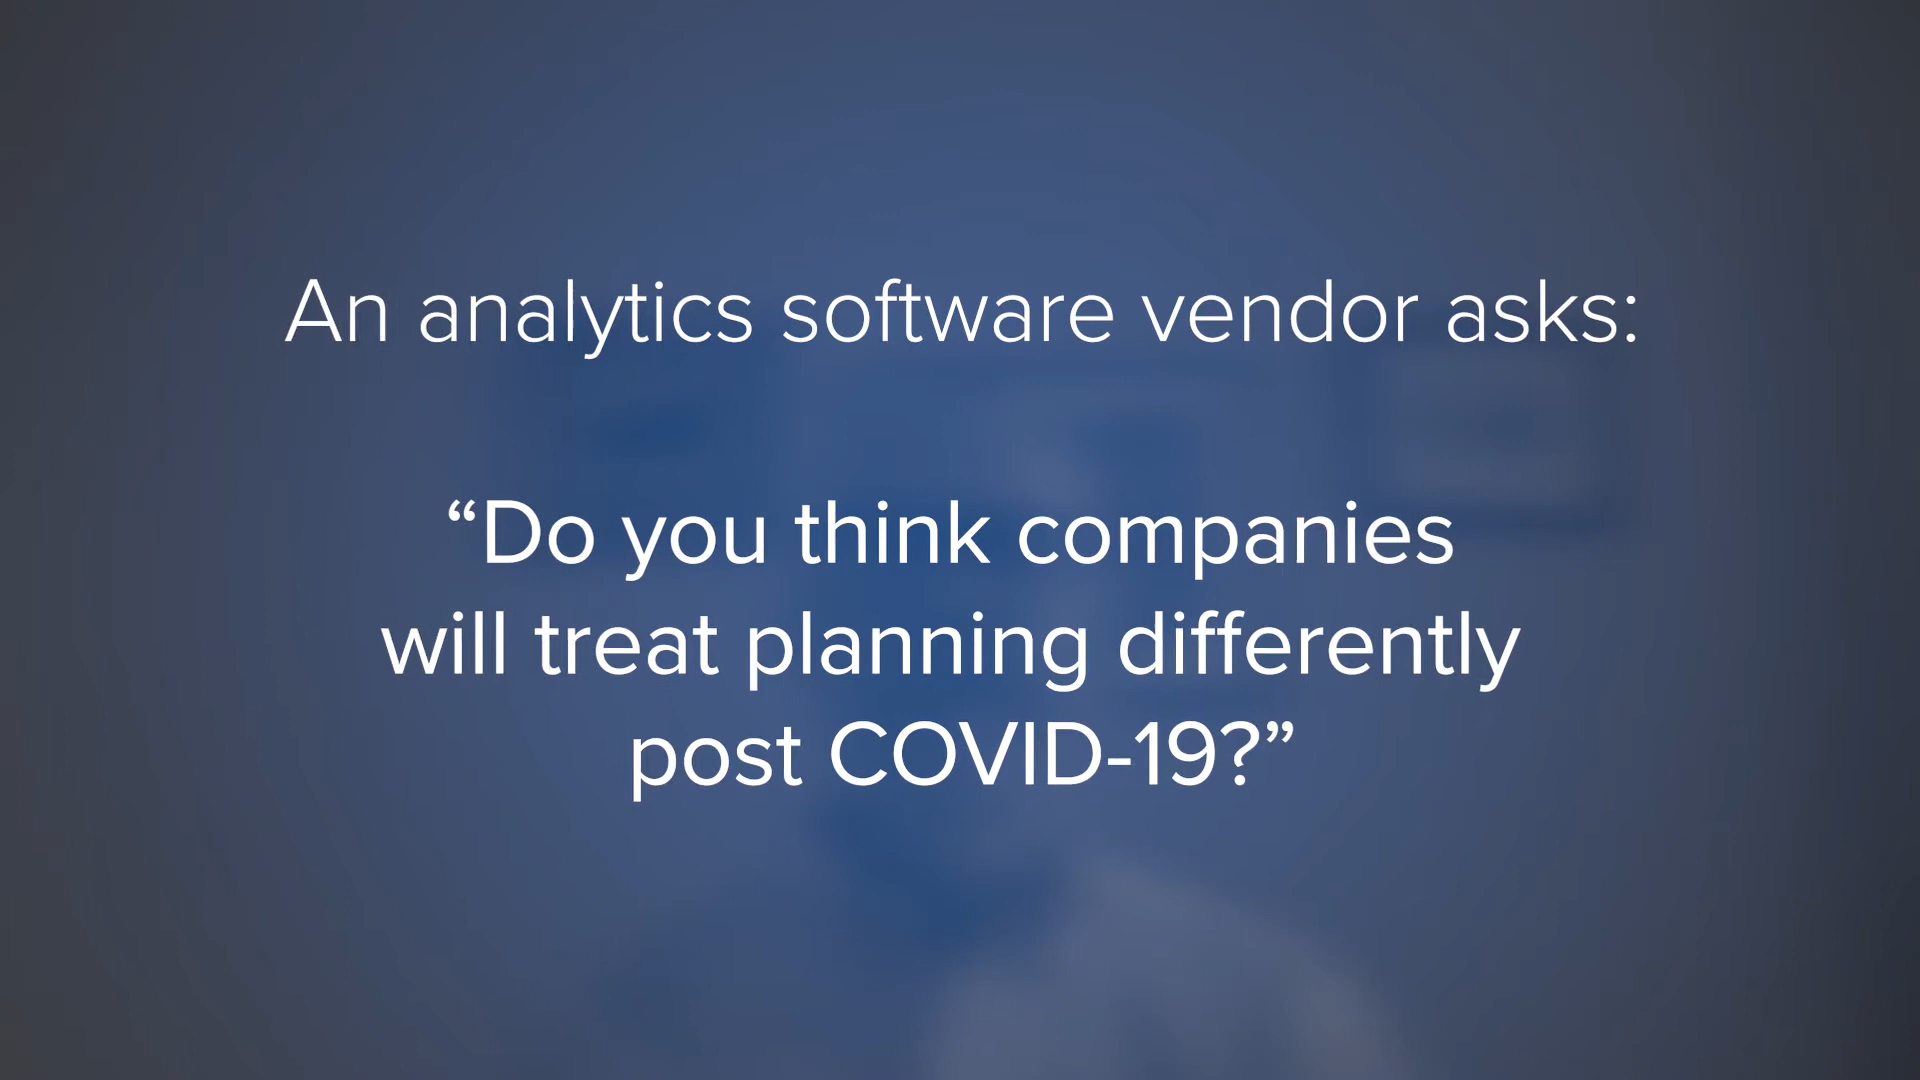 An analytics software vendor asks:
“Do you think companies
will treat planning differently
post COVID-19?”